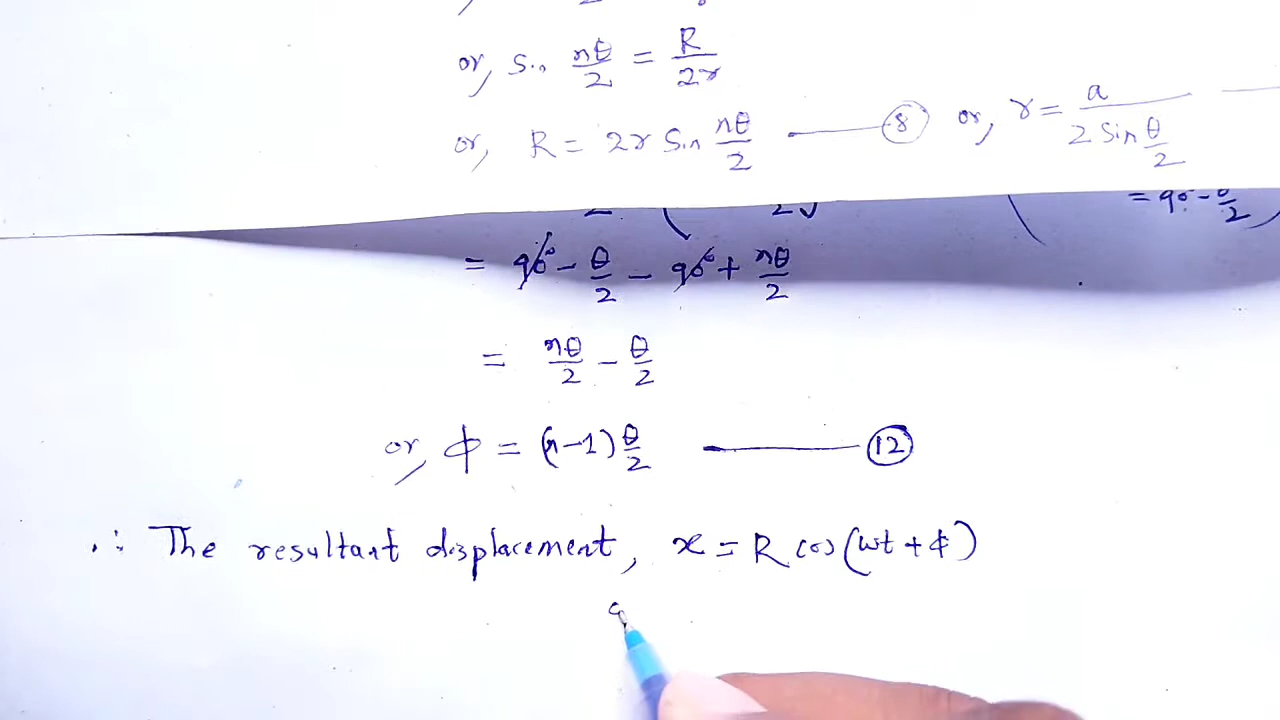 or, Sin nθ/2 = R/2r
or, R = 2r Sin nθ/2 — (8) or, r = a/(2 Sin θ/2)
= 90° - θ/2
= 90° - θ/2 - 90° + nθ/2
= nθ/2 - θ/2
or, ϕ = (n-1) θ/2 — (12)
∴ The resultant displacement, x = R cos(ωt + ϕ)